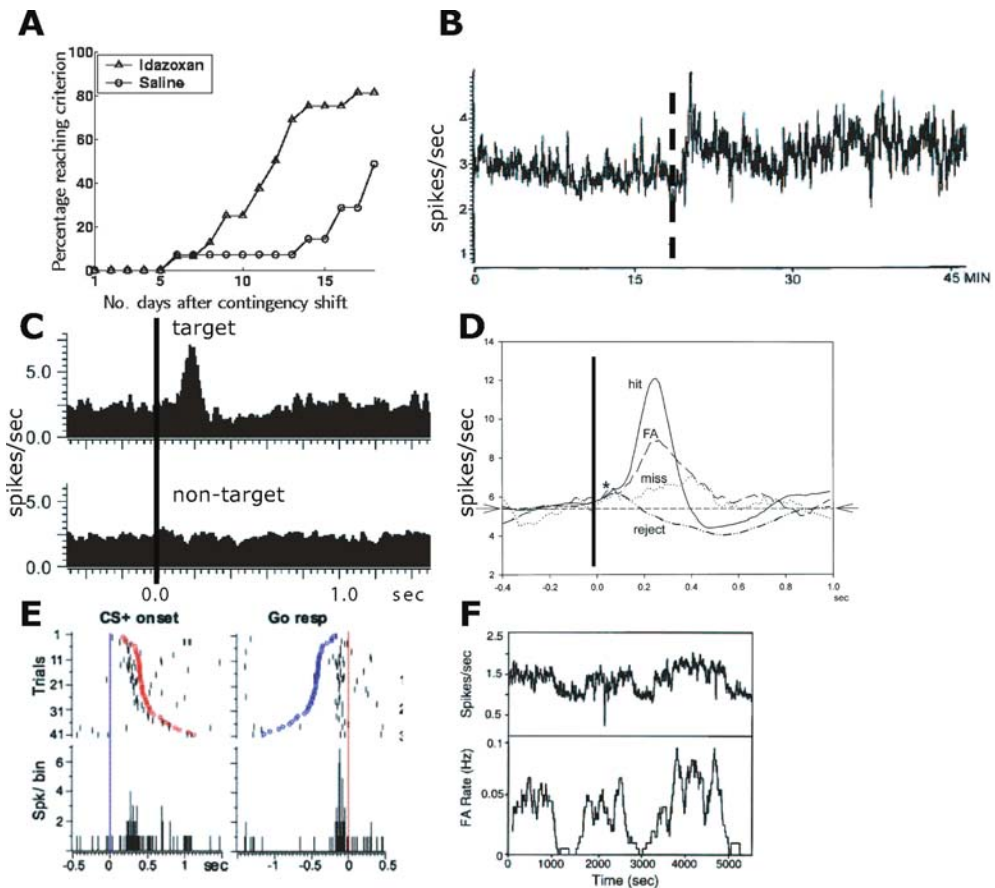 A
Percentage reaching criterion
100
80
60
40
20
0
Idazoxan
Saline
1 5 10 15
No. days after contingency shift
B
spikes/sec
4
3
2
1
0 15 30 45 MIN
C
target
spikes/sec
5.0
0.0
non-target
5.0
0.0
0.0 1.0 sec
D
14
12
10
8
6
4
2
hit
FA
miss
*
reject
-0.4 -0.2 0.0 0.2 0.4 0.6 0.8 1.0
sec
E
CS+ onset Go resp
Trials
1
11
21
31
41
Spk/ bin
6
4
2
-0.5 0 0.5 sec
-1 -0.5 0
F
Spikes/sec
2.5
1.5
0.5
FA Rate (Hz)
0.1
0.05
0
0 1000 2000 3000 4000 5000
Time (sec)